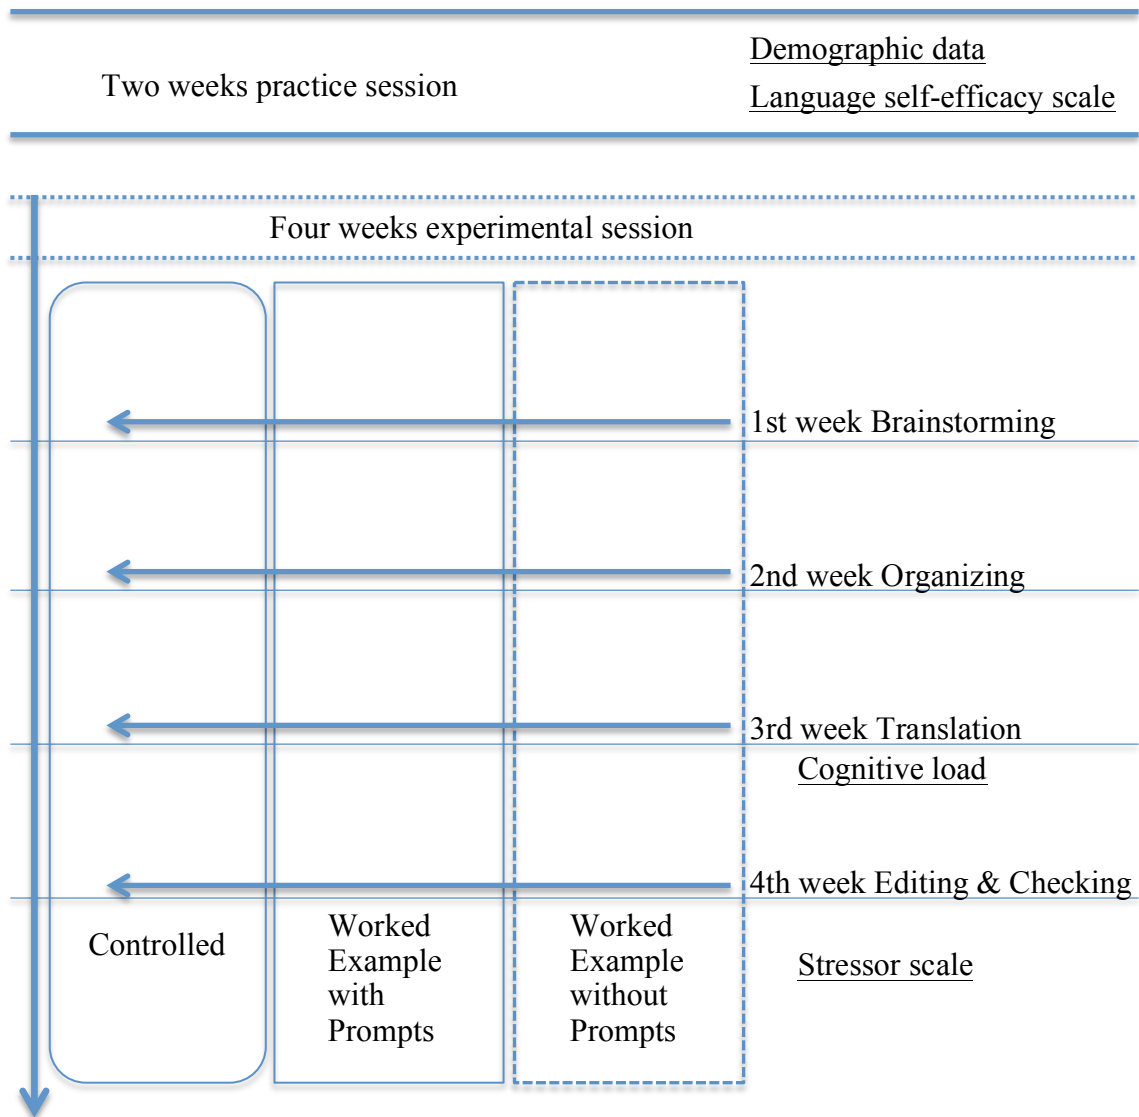 Two weeks practice session
Demographic data
Language self-efficacy scale
Four weeks experimental session
1st week Brainstorming
2nd week Organizing
3rd week Translation
Cognitive load
4th week Editing & Checking
Controlled
Worked
Example
with
Prompts
Worked
Example
without
Prompts
Stressor scale